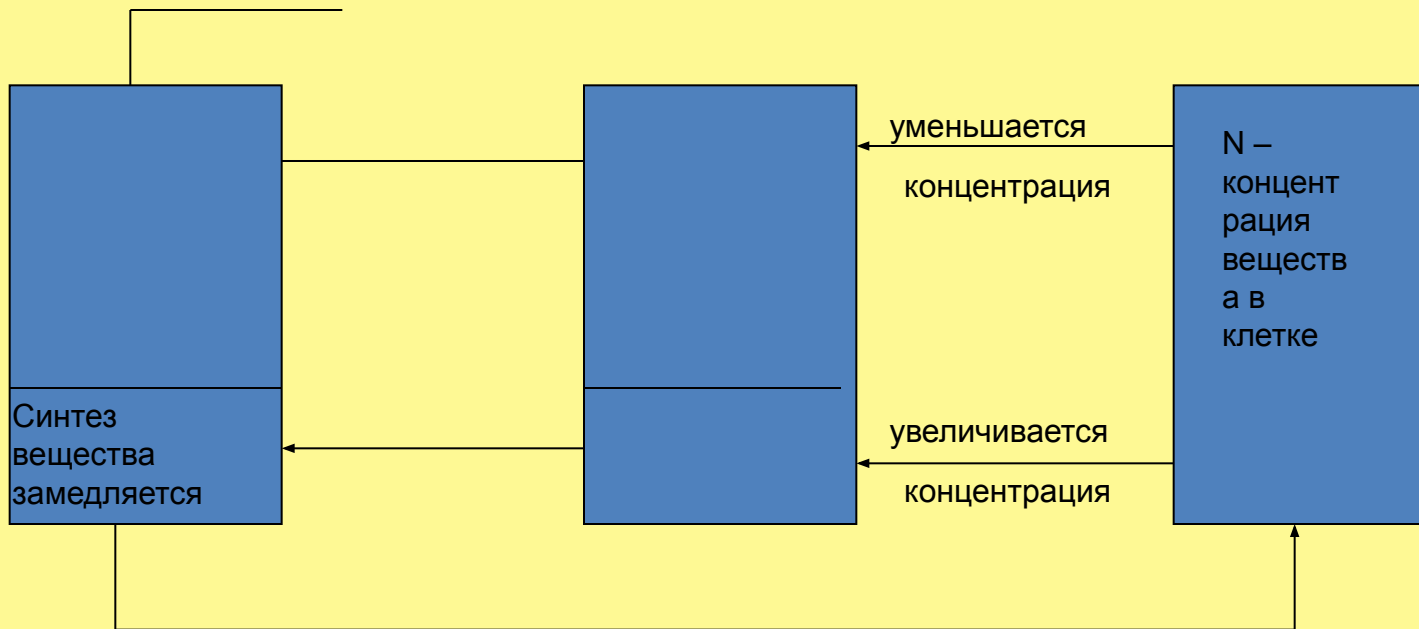 Синтез
вещества
замедляется
уменьшается
концентрация
увеличивается
концентрация
N –
концент
рация
веществ
а в
клетке